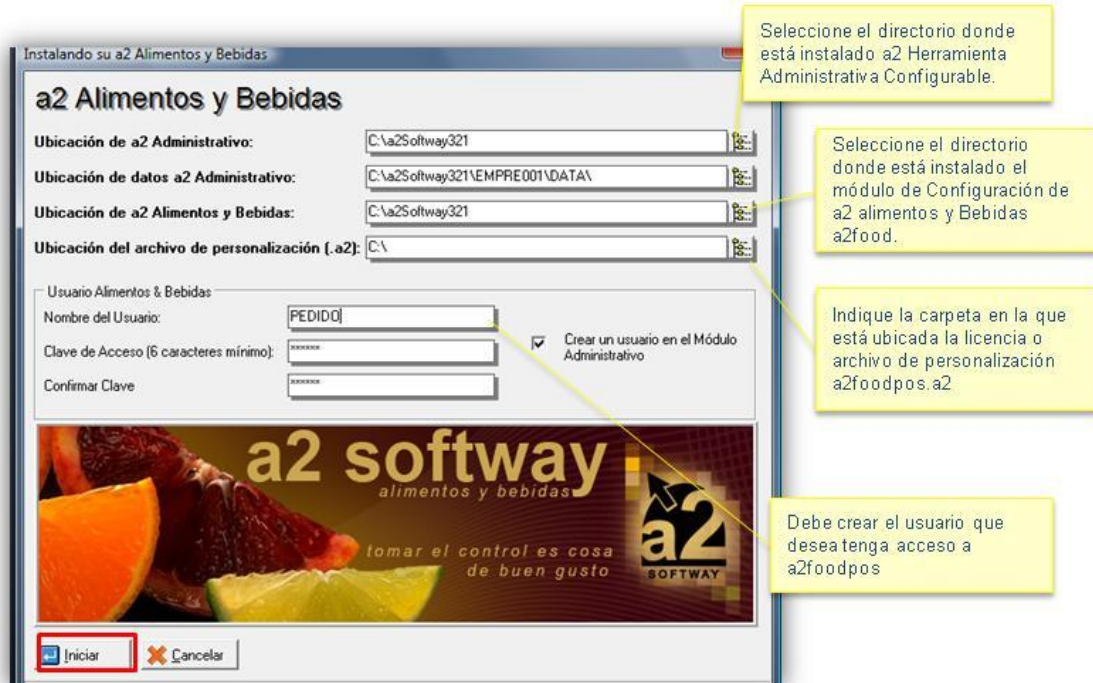 Instalando su a2 Alimentos y Bebidas
a2 Alimentos y Bebidas
Ubicación de a2 Administrativo:
C:\a2Softway321
Ubicación de datos a2 Administrativo:
C:\a2Softway321\EMPRE001\DATA\
Ubicación de a2 Alimentos y Bebidas:
C:\a2Softway321
Ubicación del archivo de personalización (.a2):
C:\
Usuario Alimentos & Bebidas
Nombre del Usuario:
PEDIDO
Clave de Acceso (6 caracteres mínimo):
xxxxxx
Confirmar Clave
xxxxxx
Crear un usuario en el Módulo
Administrativo
a2 softway
alimentos y bebidas
tomar el control es cosa
de buen gusto
a2
SOFTWAY
Iniciar
Cancelar
Seleccione el directorio donde
está instalado a2 Herramienta
Administrativa Configurable.
Seleccione el directorio
donde está instalado el
módulo de Configuración de
a2 alimentos y Bebidas
a2food.
Indique la carpeta en la que
está ubicada la licencia o
archivo de personalización
a2foodpos.a2
Debe crear el usuario que
desea tenga acceso a
a2foodpos